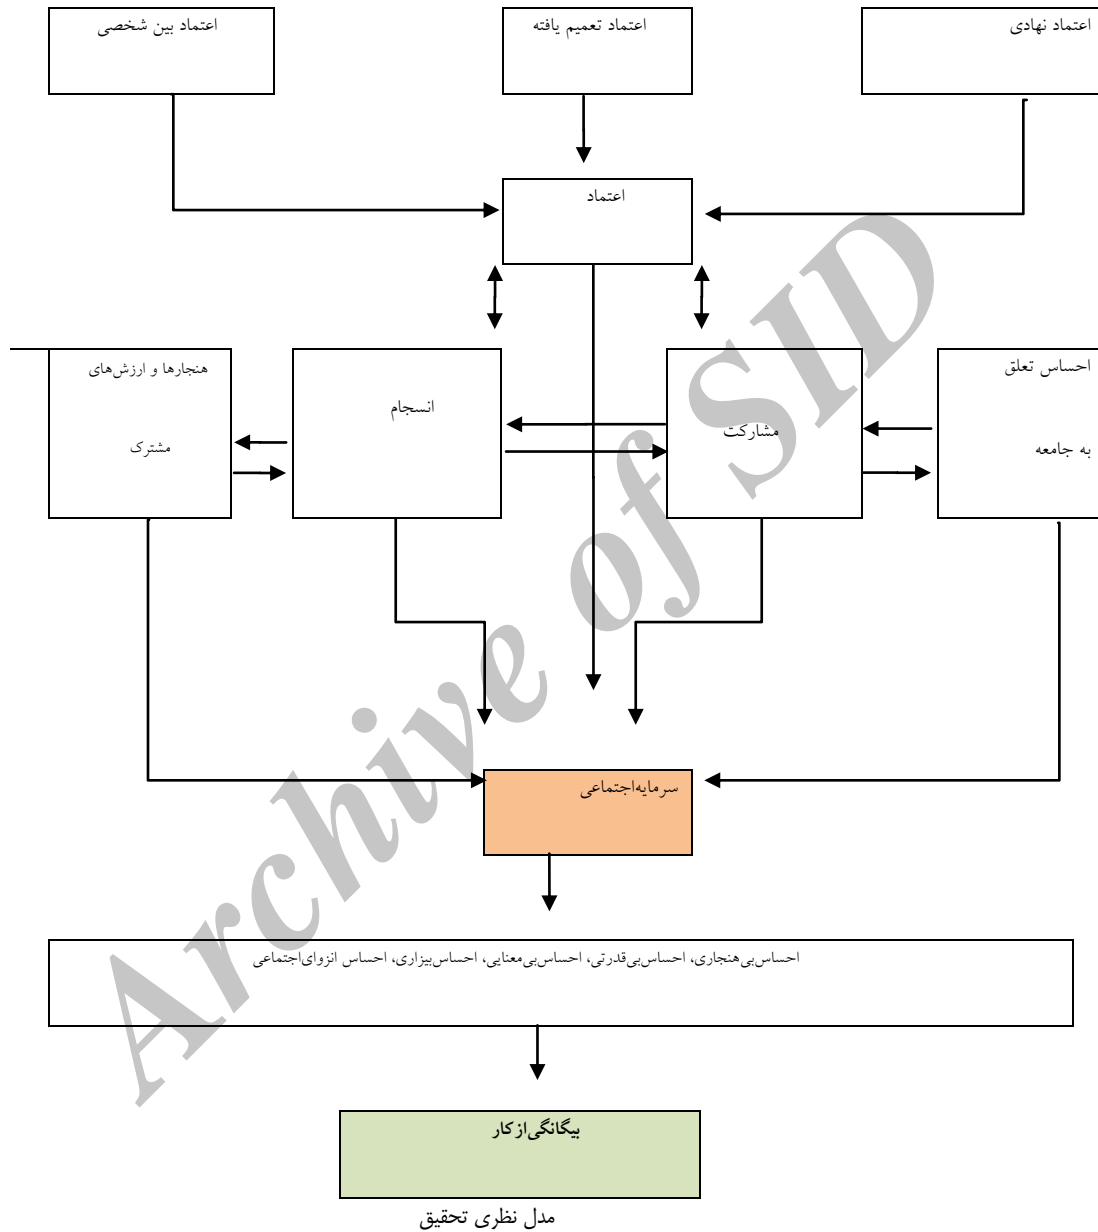 اعتماد نهادی
اعتماد تعمیم یافته
اعتماد بین شخصی
اعتماد
احساس تعلق
به جامعه
مشارکت
انسجام
هنجارها و ارزش‌های
مشترک
سرمایه‌اجتماعی
احساس‌بی‌هنجاری، احساس‌بی‌قدرتی، احساس‌بی‌معنایی، احساس‌بیزاری، احساس انزوای‌اجتماعی
بیگانگی‌از‌کار
مدل نظری تحقیق
Archive of SID